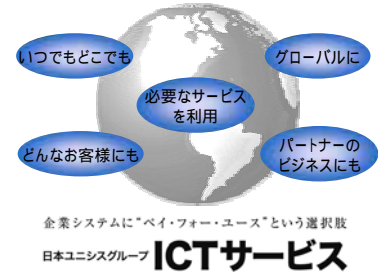 いつでもどこでも
グローバルに
必要なサービス
を利用
どんなお客様にも
パートナーの
ビジネスにも
企業システムに“ペイ・フォー・ユース”という選択肢
日本ユニシスグループ ICTサービス